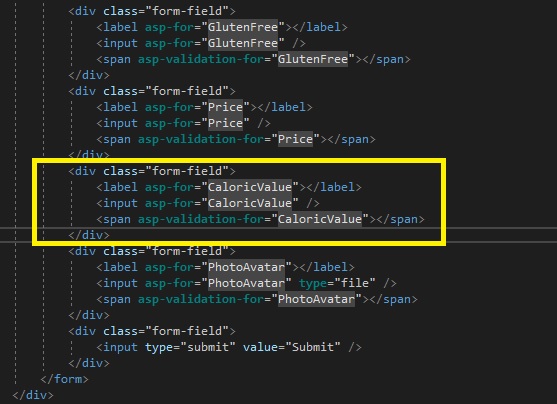 <div class="form-field">
<label asp-for="GlutenFree"></label>
<input asp-for="GlutenFree" />
<span asp-validation-for="GlutenFree"></span>
</div>
<div class="form-field">
<label asp-for="Price"></label>
<input asp-for="Price" />
<span asp-validation-for="Price"></span>
</div>
<div class="form-field">
<label asp-for="CaloricValue"></label>
<input asp-for="CaloricValue" />
<span asp-validation-for="CaloricValue"></span>
</div>
<div class="form-field">
<label asp-for="PhotoAvatar"></label>
<input asp-for="PhotoAvatar" type="file" />
<span asp-validation-for="PhotoAvatar"></span>
</div>
<div class="form-field">
<input type="submit" value="Submit" />
</div>
</form>
</div>